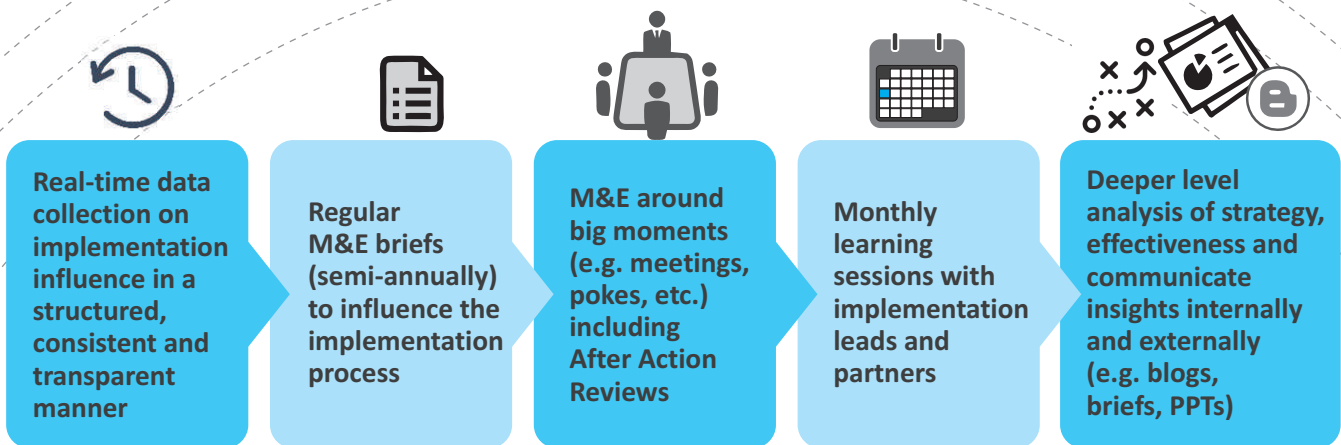 Real-time data
collection on
implementation
influence in a
structured,
consistent and
transparent
manner
Regular
M&E briefs
(semi-annually)
to influence the
implementation
process
M&E around
big moments
(e.g. meetings,
pokes, etc.)
including
After Action
Reviews
Monthly
learning
sessions with
implementation
leads and
partners
Deeper level
analysis of strategy,
effectiveness and
communicate
insights internally
and externally
(e.g. blogs,
briefs, PPTs)